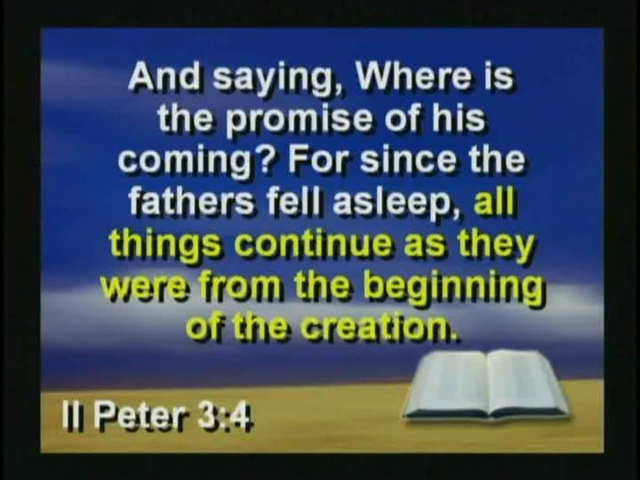 And saying, Where is
the promise of his
coming? For since the
fathers fell asleep, all
things continue as they
were from the beginning
of the creation.
II Peter 3:4